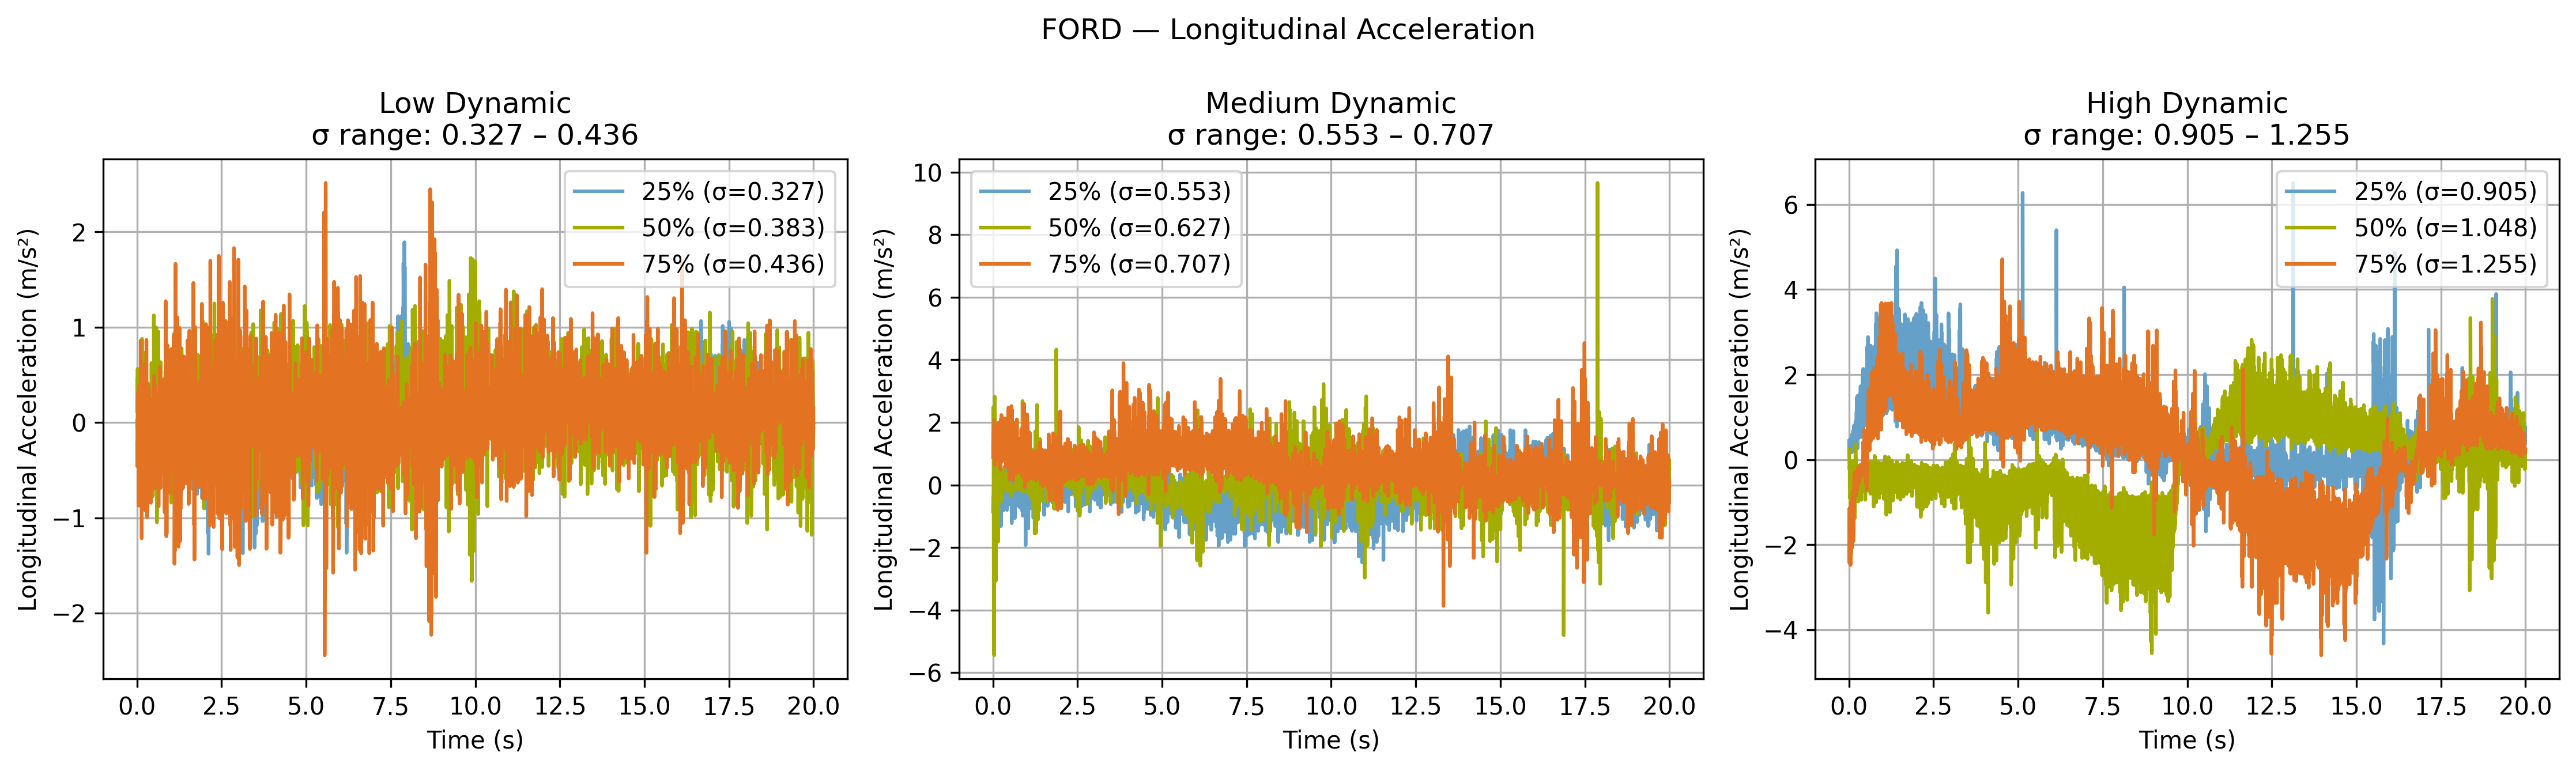 FORD — Longitudinal Acceleration
Low Dynamic
σ range: 0.327 – 0.436
Longitudinal Acceleration (m/s²)
2
1
0
−1
−2
25% (σ=0.327)
50% (σ=0.383)
75% (σ=0.436)
0.0 2.5 5.0 7.5 10.0 12.5 15.0 17.5 20.0
Time (s)
Medium Dynamic
σ range: 0.553 – 0.707
Longitudinal Acceleration (m/s²)
10
8
6
4
2
0
−2
−4
−6
25% (σ=0.553)
50% (σ=0.627)
75% (σ=0.707)
0.0 2.5 5.0 7.5 10.0 12.5 15.0 17.5 20.0
Time (s)
High Dynamic
σ range: 0.905 – 1.255
Longitudinal Acceleration (m/s²)
6
4
2
0
−2
−4
25% (σ=0.905)
50% (σ=1.048)
75% (σ=1.255)
0.0 2.5 5.0 7.5 10.0 12.5 15.0 17.5 20.0
Time (s)